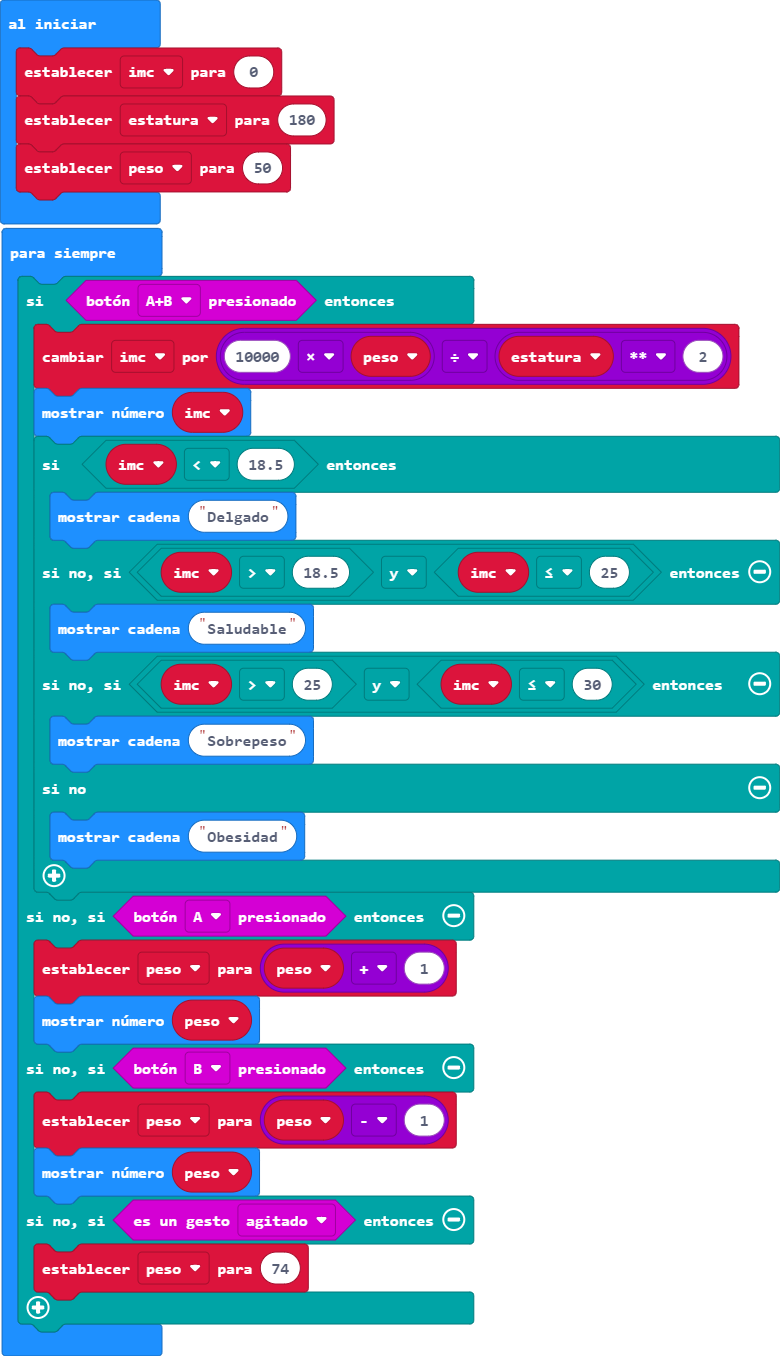 al iniciar
establecer imc para 0
establecer estatura para 180
establecer peso para 50
para siempre
si botón A+B presionado entonces
cambiar imc por 10000 × peso ÷ estatura ** 2
mostrar número imc
si imc < 18.5 entonces
mostrar cadena "Delgado"
si no, si imc > 18.5 y imc ≤ 25 entonces
mostrar cadena "Saludable"
si no, si imc > 25 y imc ≤ 30 entonces
mostrar cadena "Sobrepeso"
si no
mostrar cadena "Obesidad"
si no, si botón A presionado entonces
establecer peso para peso + 1
mostrar número peso
si no, si botón B presionado entonces
establecer peso para peso - 1
mostrar número peso
si no, si es un gesto agitado entonces
establecer peso para 74